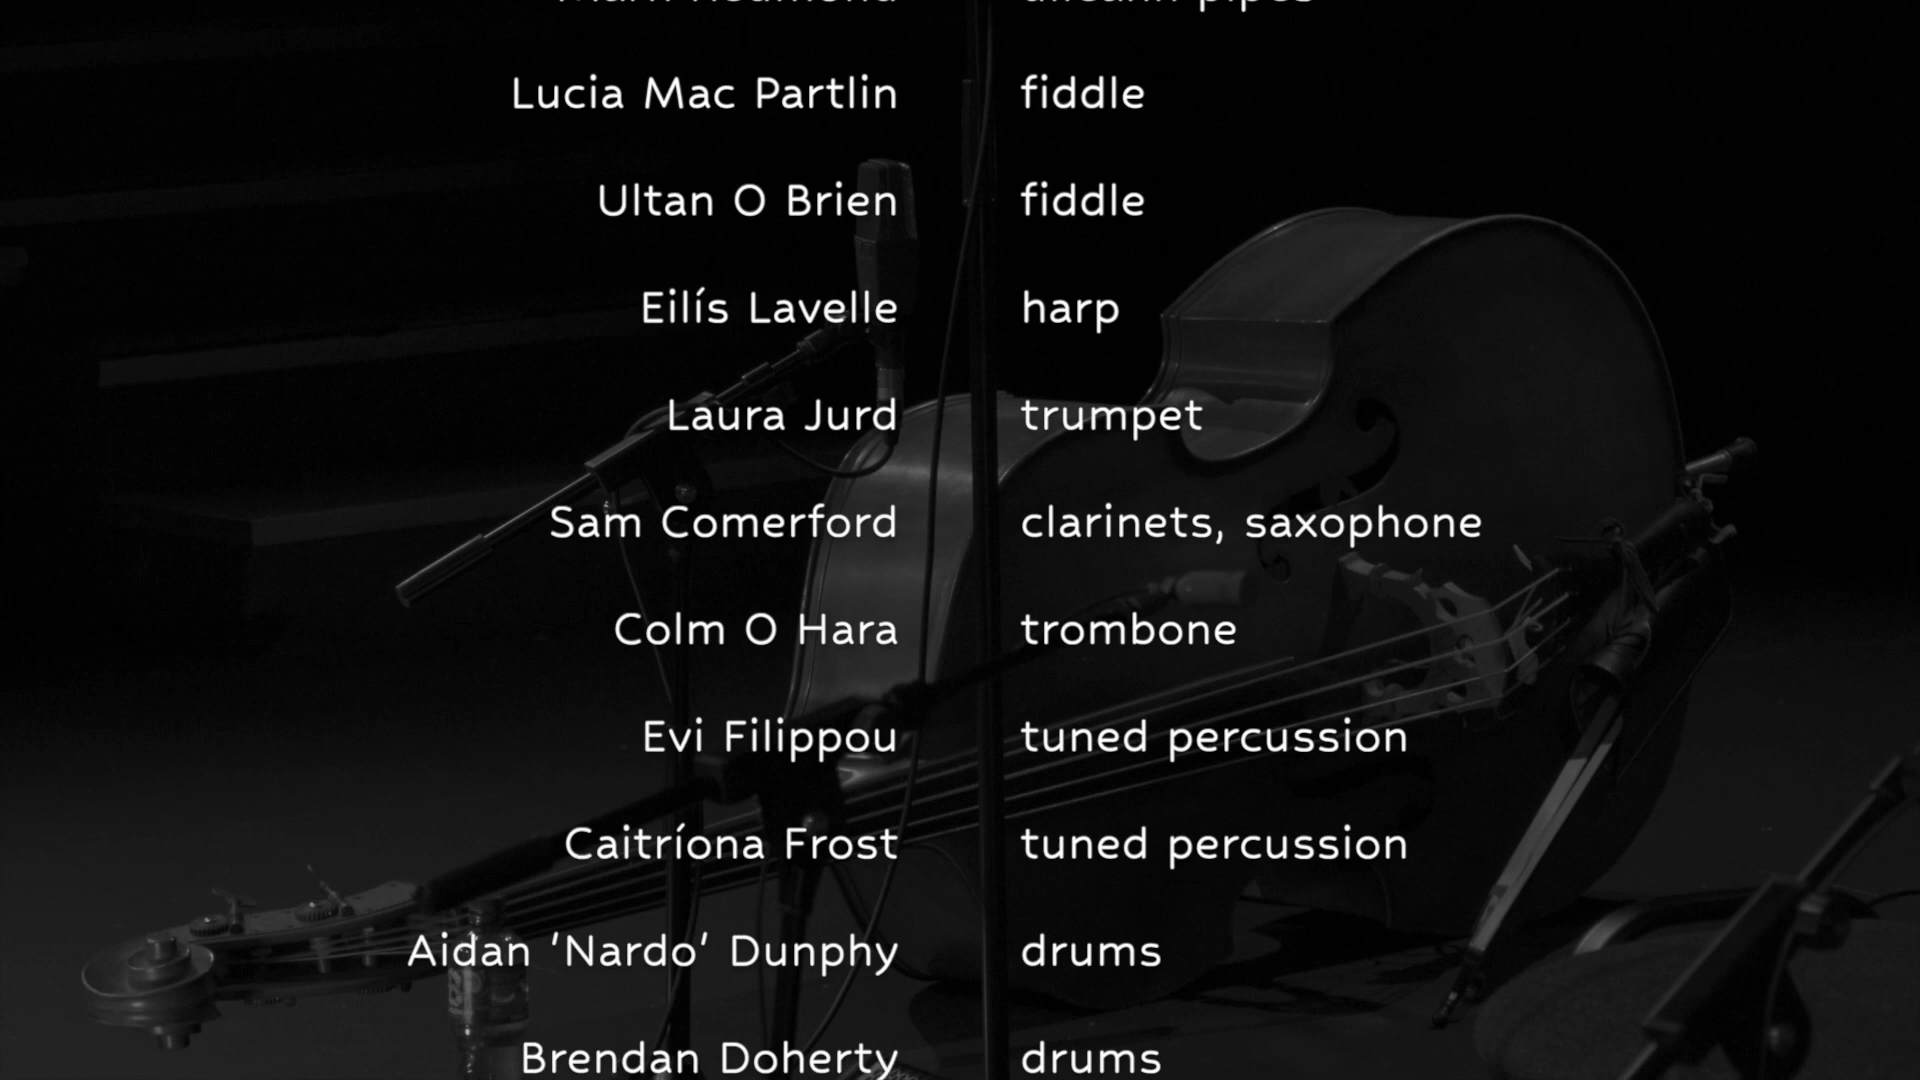 Lucia Mac Partlin fiddle
Ultan O Brien fiddle
Eilís Lavelle harp
Laura Jurd trumpet
Sam Comerford clarinets, saxophone
Colm O Hara trombone
Evi Filippou tuned percussion
Caitríona Frost tuned percussion
Aidan ‘Nardo’ Dunphy drums
Brendan Doherty drums